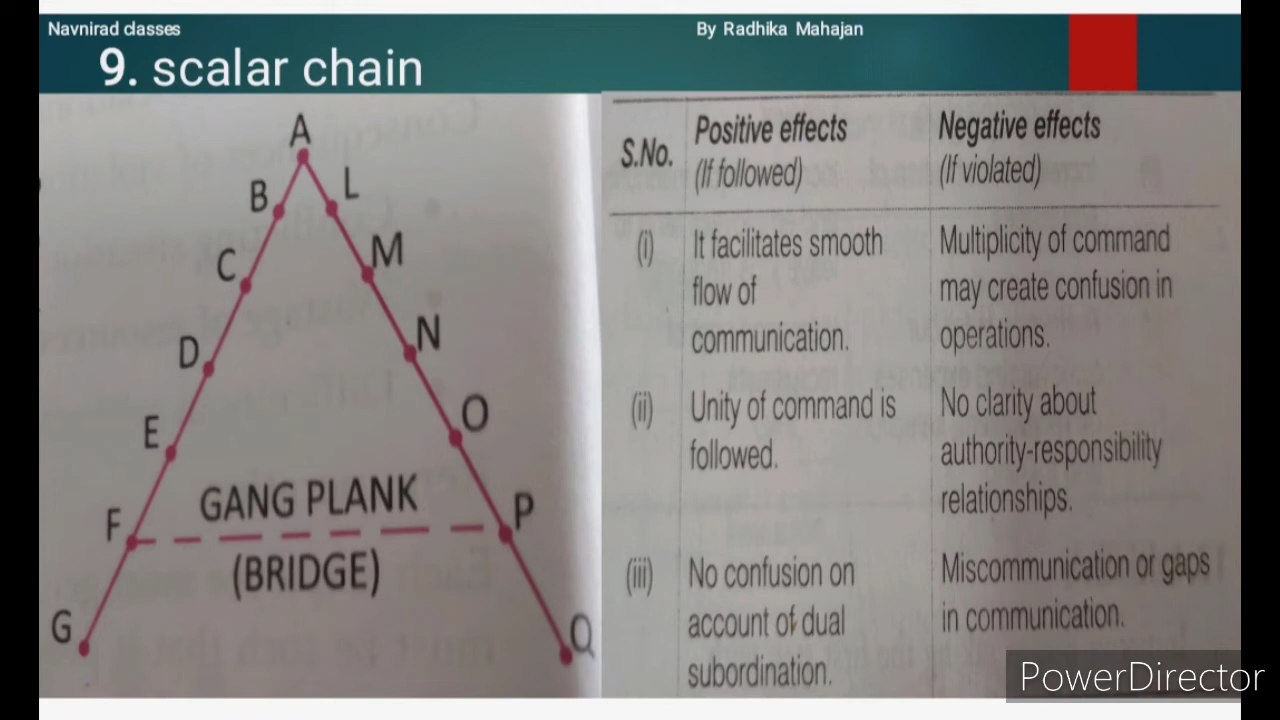 Navnirad classes
By Radhika Mahajan
9. scalar chain
A
B
L
C
M
D
N
E
O
GANG PLANK
F
P
(BRIDGE)
G
Q
S.No.
Positive effects
(If followed)
Negative effects
(If violated)
(i)
It facilitates smooth
flow of
communication.
Multiplicity of command
may create confusion in
operations.
(ii)
Unity of command is
followed.
No clarity about
authority-responsibility
relationships.
(iii)
No confusion on
account of dual
subordination.
Miscommunication or gaps
in communication.
PowerDirector